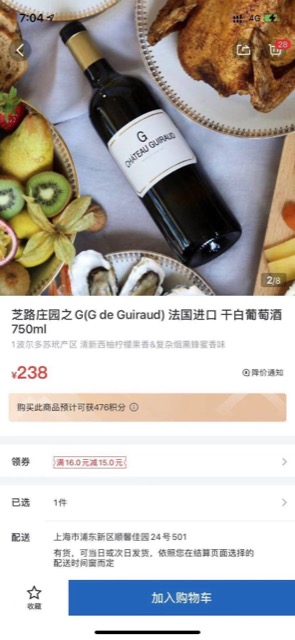 7:04
4G
28
G
CHÂTEAU GUIRAUD
2/8
芝路庄园之 G(G de Guiraud) 法国进口 干白葡萄酒
750ml
1波尔多苏玳产区 清新西柚柠檬果香&复杂烟熏蜂蜜香味
¥238
降价通知
购买此商品预计可获476积分
领券
满16.0元减15.0元
已选
1件
配送
上海市浦东新区顺馨佳园24号501
有货，可当日或次日发货，依照您在结算页面选择的
配送时间窗而定
收藏
加入购物车